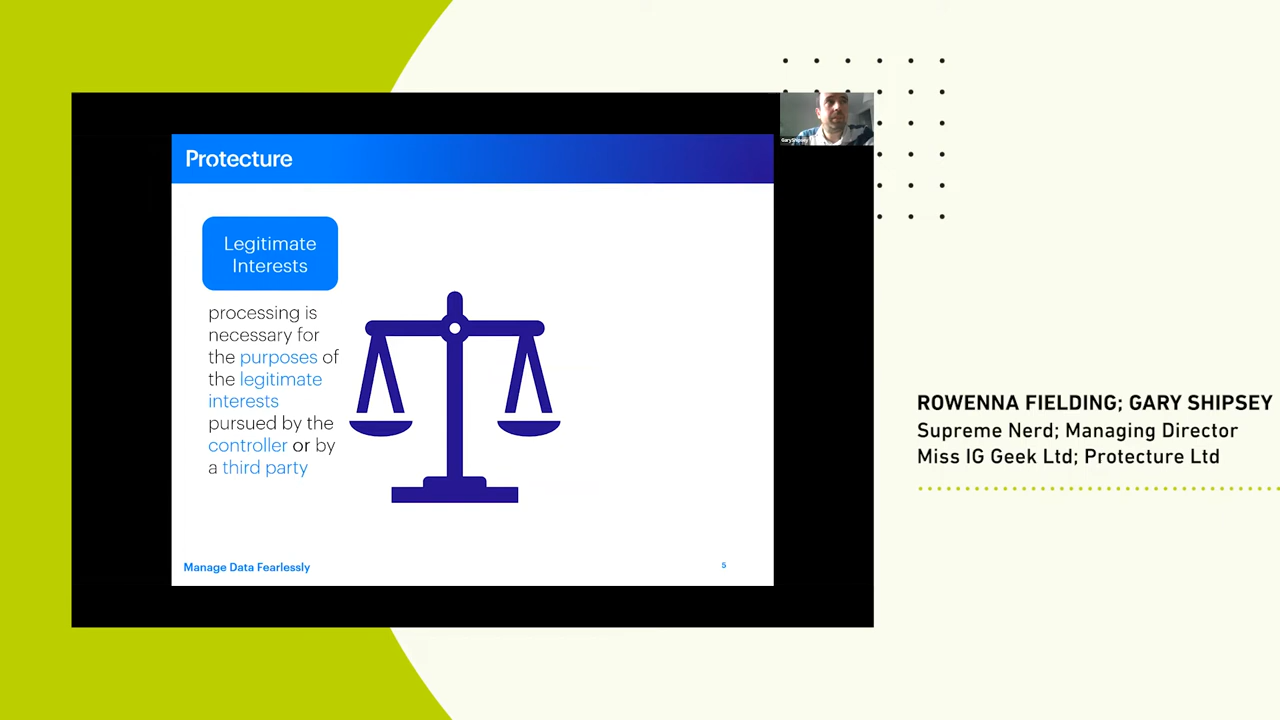 Protecture
Legitimate
Interests
processing is
necessary for
the purposes of
the legitimate
interests
pursued by the
controller or by
a third party
Manage Data Fearlessly
5
Gary Shipsey
ROWENNA FIELDING; GARY SHIPSEY
Supreme Nerd; Managing Director
Miss IG Geek Ltd; Protecture Ltd